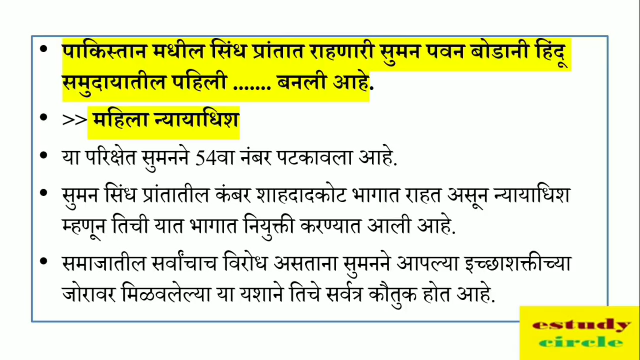 • पाकिस्तान मधील सिंध प्रांतात राहणारी सुमन पवन बोडानी हिंदू
समुदायातील पहिली ....... बनली आहे.
• >> महिला न्यायाधिश
• या परिक्षेत सुमनने 54वा नंबर पटकावला आहे.
• सुमन सिंध प्रांतातील कंबर शाहदादकोट भागात राहत असून न्यायाधिश
म्हणून तिची यात भागात नियुक्ती करण्यात आली आहे.
• समाजातील सर्वांचाच विरोध असताना सुमनने आपल्या इच्छाशक्तीच्या
जोरावर मिळवलेल्या या यशाने तिचे सर्वत्र कौतुक होत आहे.
estudy
circle